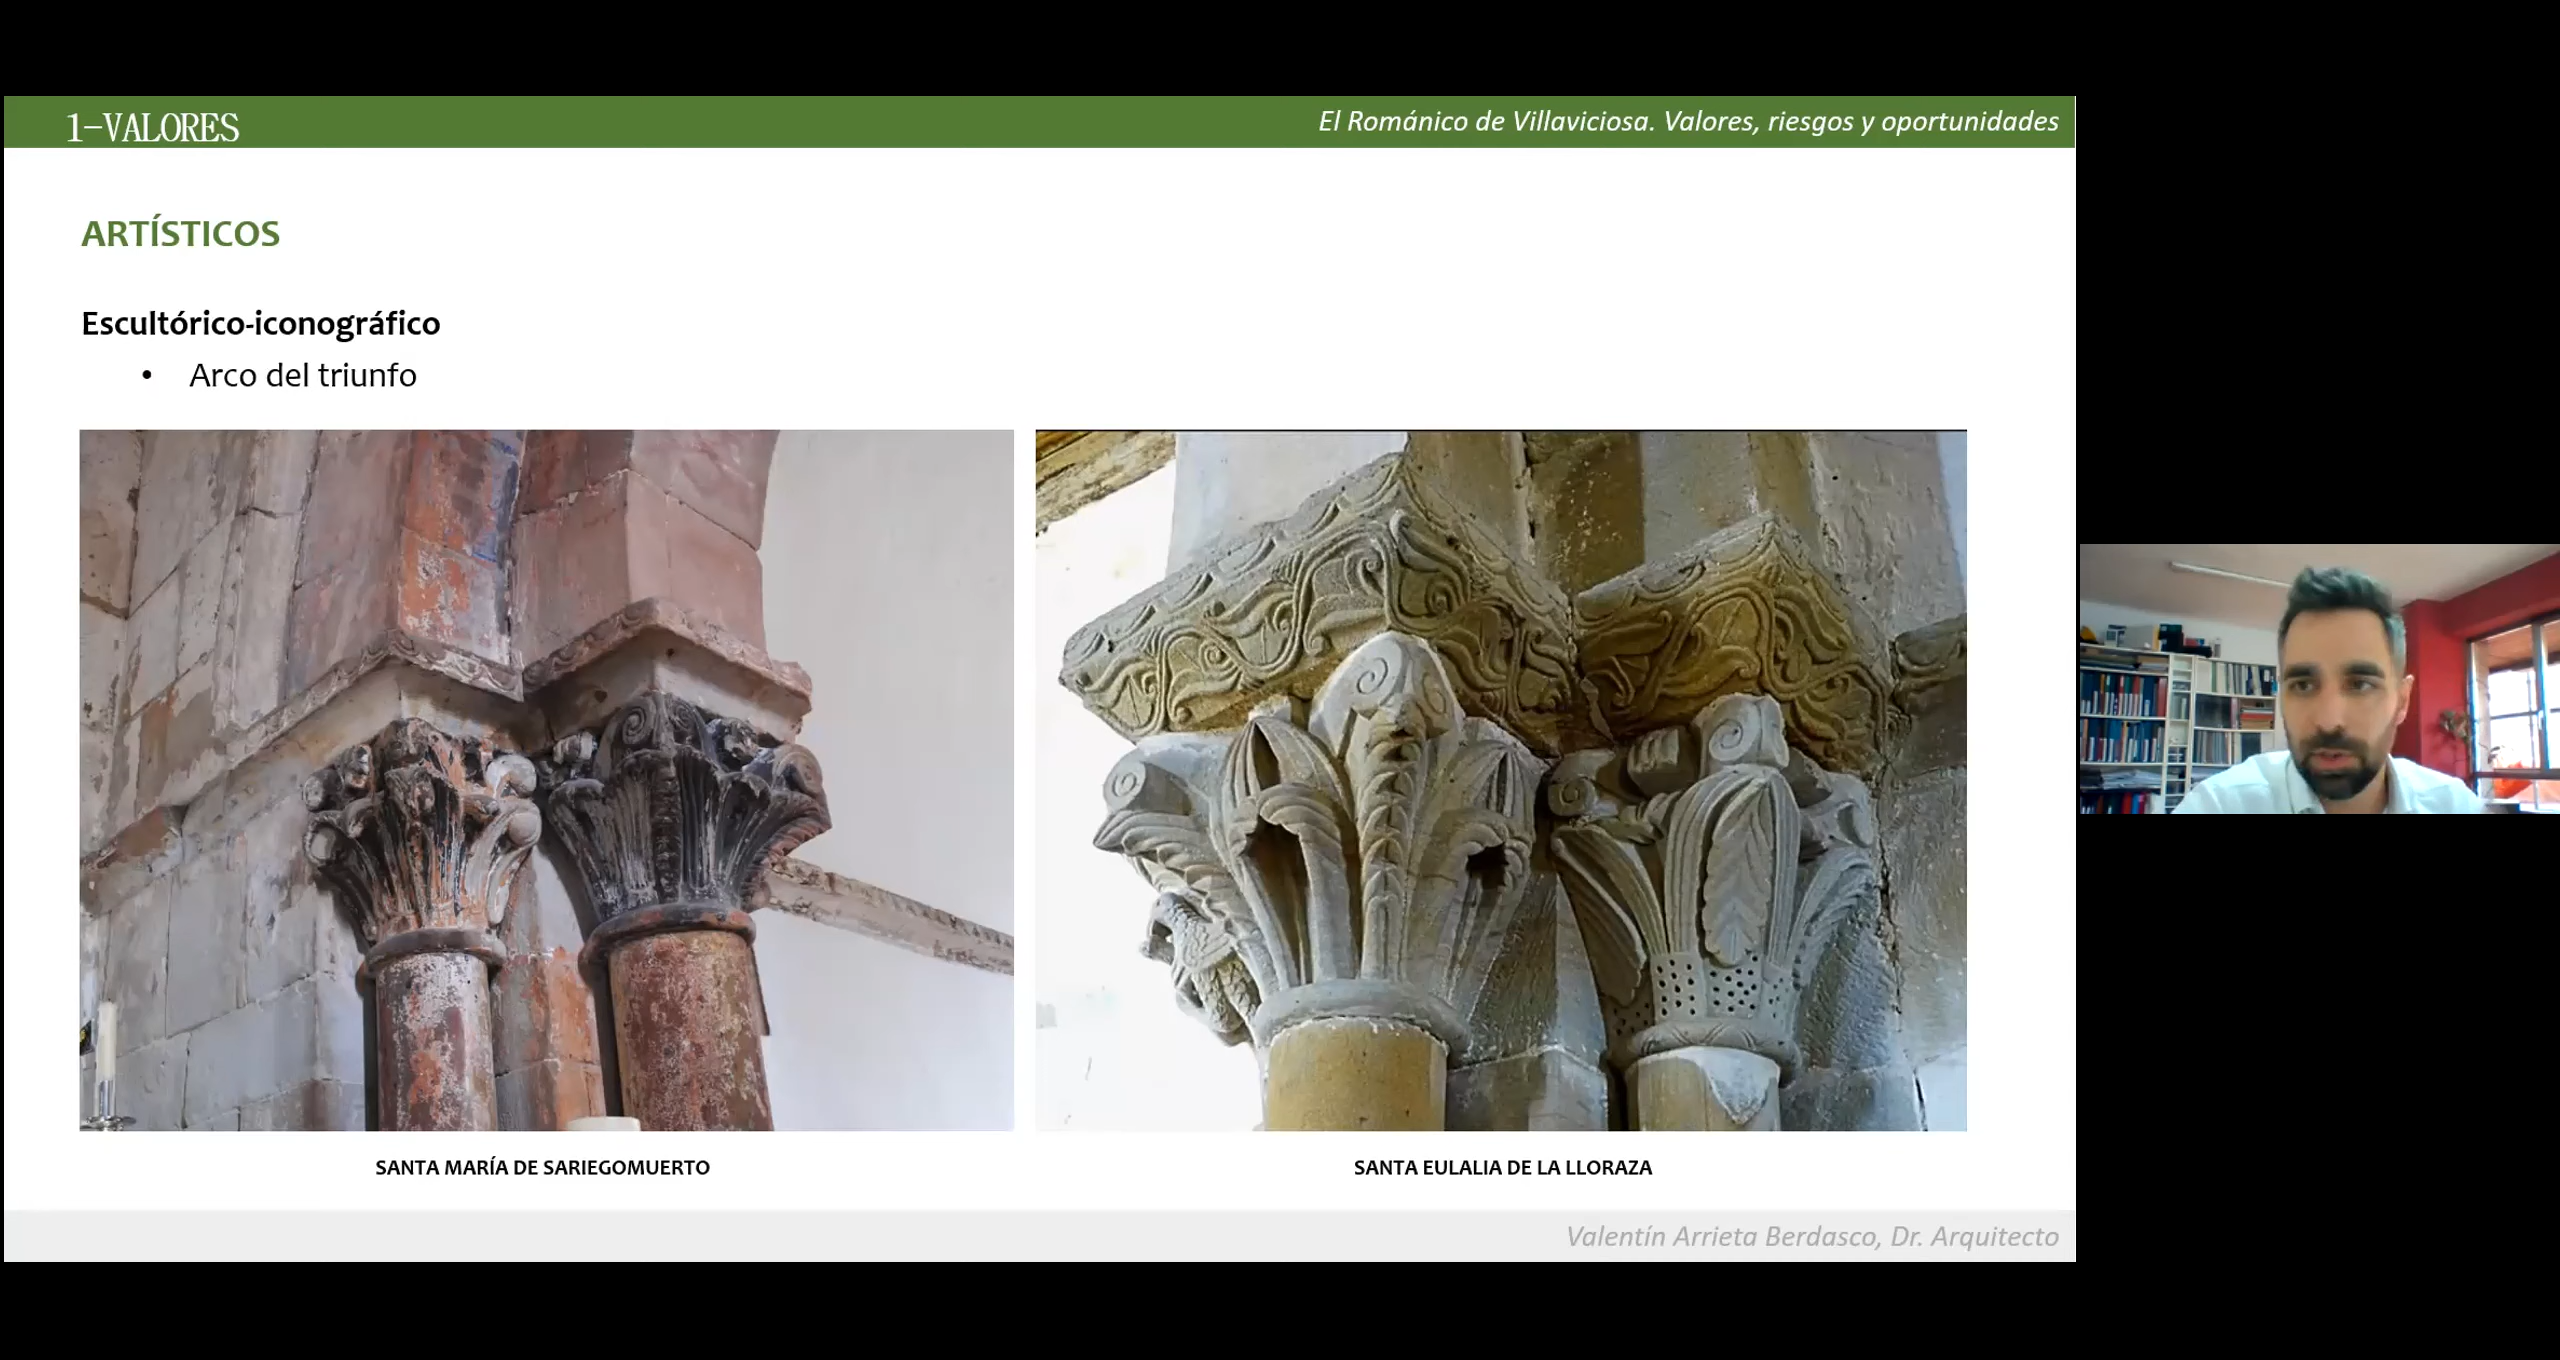 1-VALORES
El Románico de Villaviciosa. Valores, riesgos y oportunidades
ARTÍSTICOS
Escultórico-iconográfico
• Arco del triunfo
SANTA MARÍA DE SARIEGOMUERTO
SANTA EULALIA DE LA LLORAZA
Valentín Arrieta Berdasco, Dr. Arquitecto